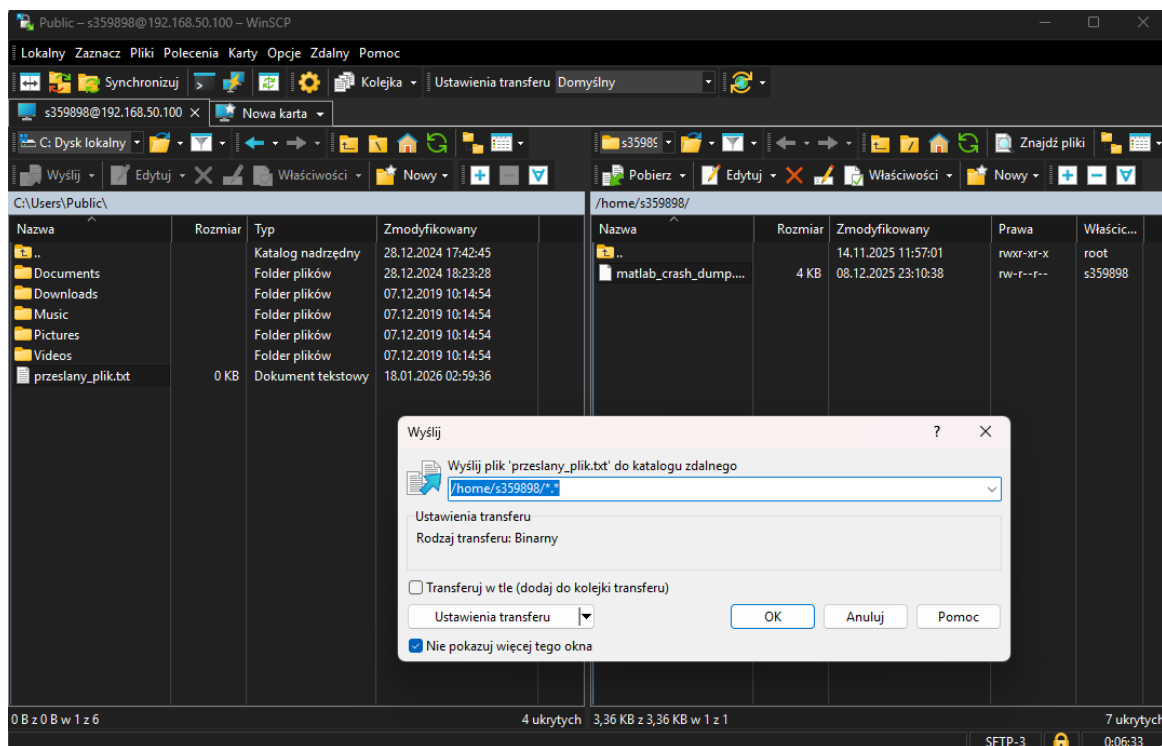 Public – s359898@192.168.50.100 – WinSCP
Lokalny Zaznacz Pliki Polecenia Karty Opcje Zdalny Pomoc
Synchronizuj Kolejka Ustawienia transferu Domyślny
s359898@192.168.50.100 Nowa karta
C: Dysk lokalny s35989 Znajdź pliki
Wyślij Edytuj Właściwości Nowy Pobierz Edytuj Właściwości Nowy
C:\Users\Public\ /home/s359898/
Nazwa Rozmiar Typ Zmodyfikowany Nazwa Rozmiar Zmodyfikowany Prawa Właścic...
.. Katalog nadrzędny 28.12.2024 17:42:45 .. 14.11.2025 11:57:01 rwxr-xr-x root
Documents Folder plików 28.12.2024 18:23:28 matlab_crash_dump.... 4 KB 08.12.2025 23:10:38 rw-r--r-- s359898
Downloads Folder plików 07.12.2019 10:14:54
Music Folder plików 07.12.2019 10:14:54
Pictures Folder plików 07.12.2019 10:14:54
Videos Folder plików 07.12.2019 10:14:54
przeslany_plik.txt 0 KB Dokument tekstowy 18.01.2026 02:59:36
Wyślij ?
Wyślij plik 'przeslany_plik.txt' do katalogu zdalnego
/home/s359898/*.*
Ustawienia transferu
Rodzaj transferu: Binarny
Transferuj w tle (dodaj do kolejki transferu)
Ustawienia transferu OK Anuluj Pomoc
Nie pokazuj więcej tego okna
0 B z 0 B w 1 z 6 4 ukrytych 3,36 KB z 3,36 KB w 1 z 1 7 ukrytych
SFTP-3 0:06:33